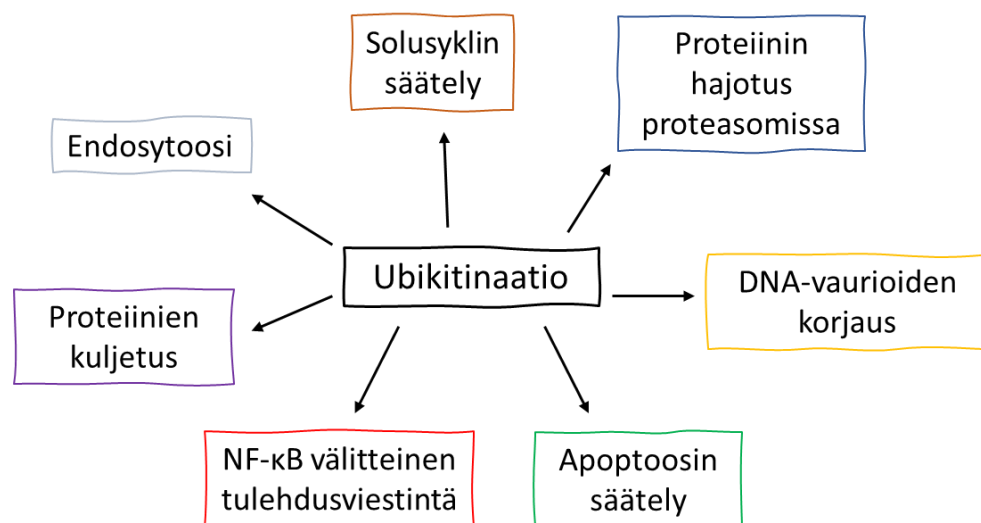 Solusyklin
säätely
Proteiinin
hajotus
proteasomissa
Endosytoosi
Ubikitinaatio
DNA-vaurioiden
korjaus
Proteiinien
kuljetus
NF-κB välitteinen
tulehdusviestintä
Apoptoosin
säätely